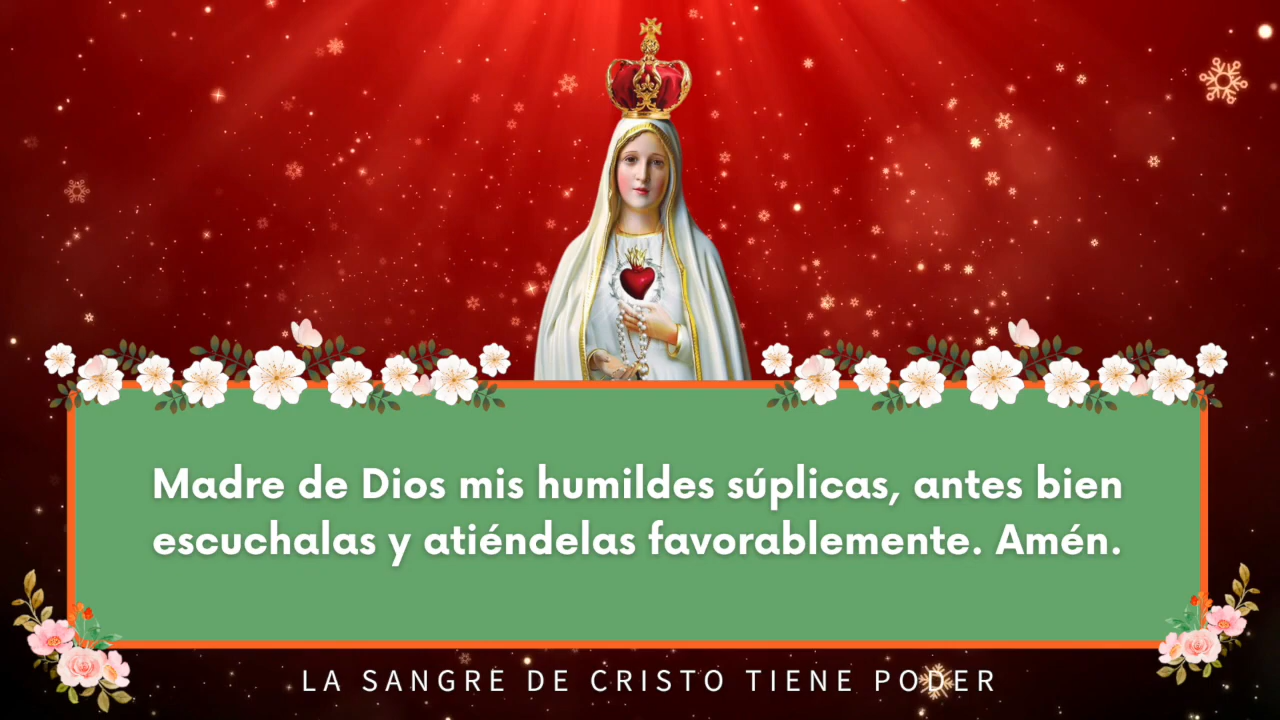 Madre de Dios mis humildes súplicas, antes bien
escuchalas y atiéndelas favorablemente. Amén.
LA SANGRE DE CRISTO TIENE PODER